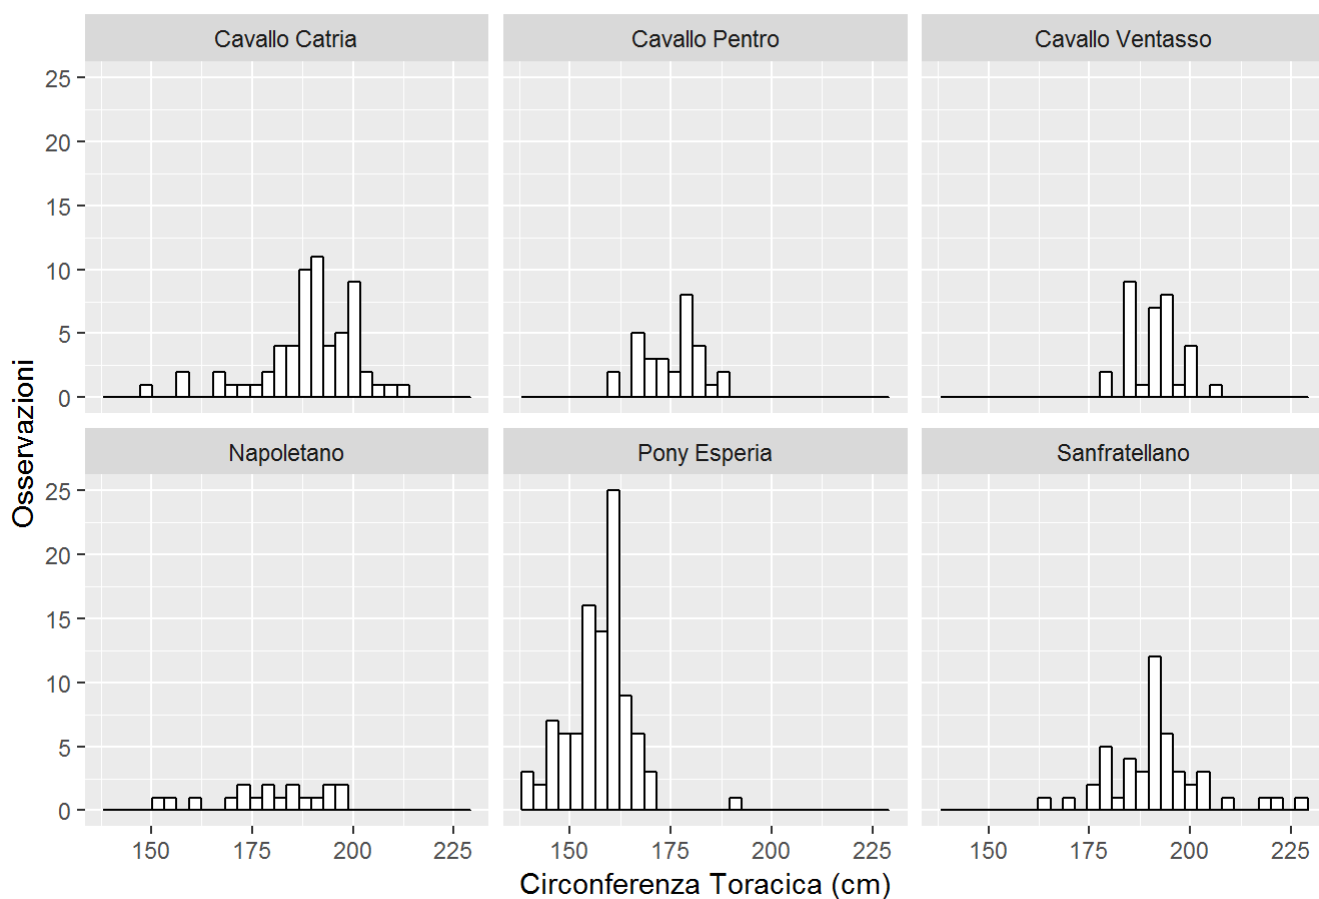 Cavallo Catria
Cavallo Pentro
Cavallo Ventasso
25
20
15
10
5
0
Osservazioni
Napoletano
Pony Esperia
Sanfratellano
25
20
15
10
5
0
150 175 200 225
150 175 200 225
150 175 200 225
Circonferenza Toracica (cm)